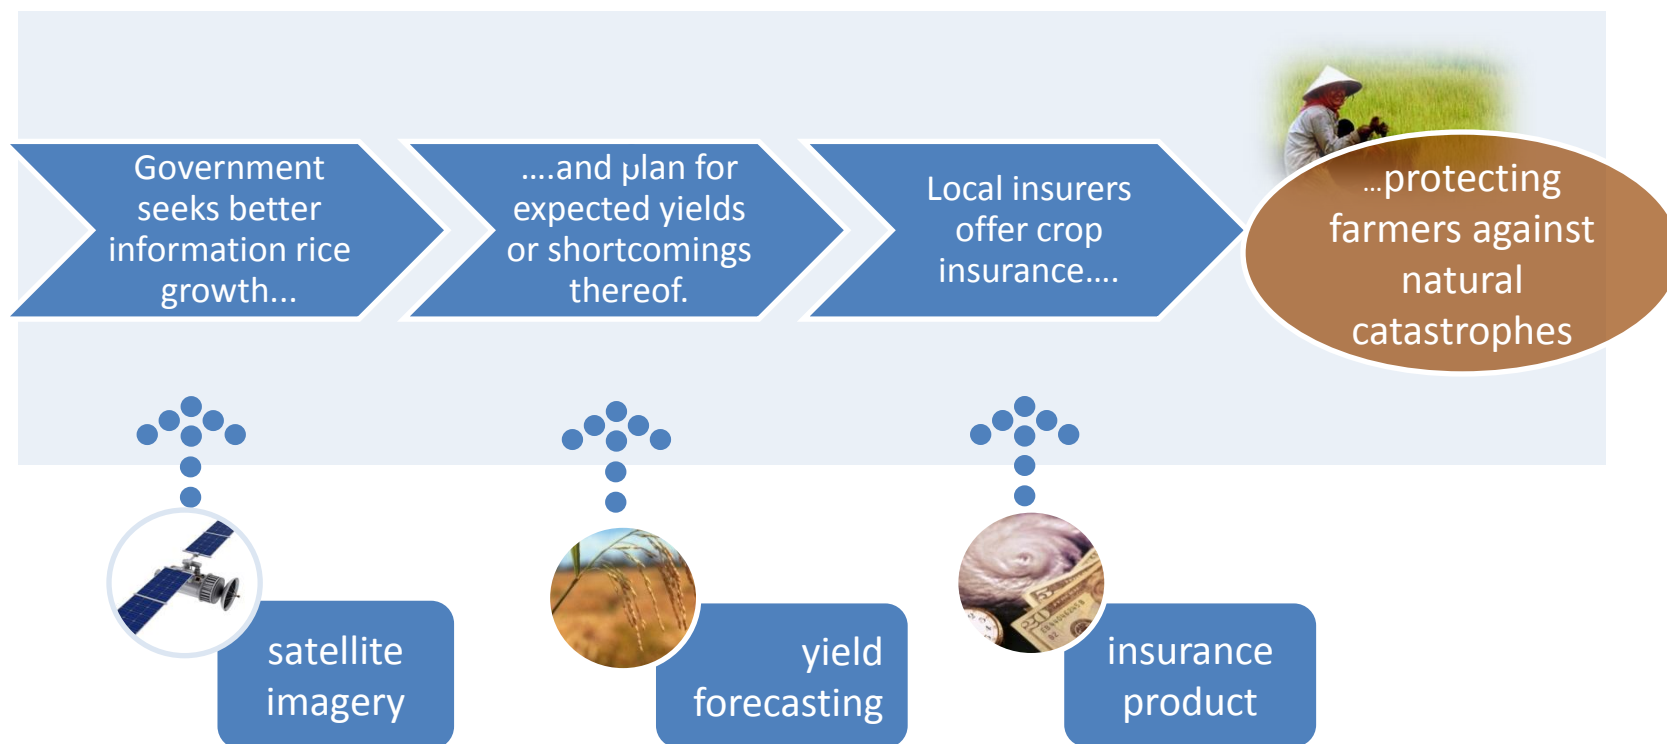 Government
seeks better
information rice
growth...
....and plan for
expected yields
or shortcomings
thereof.
Local insurers
offer crop
insurance....
...protecting
farmers against
natural
catastrophes
satellite
imagery
yield
forecasting
insurance
product